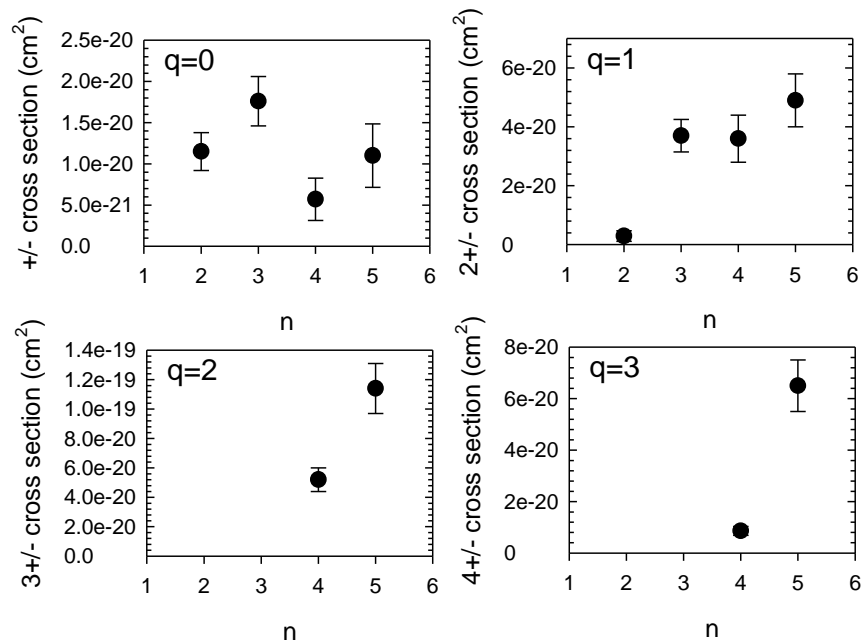 +/- cross section (cm²)
2.5e-20
2.0e-20
1.5e-20
1.0e-20
5.0e-21
0.0
q=0
1 2 3 4 5 6
n
2+/- cross section (cm²)
6e-20
4e-20
2e-20
0
q=1
1 2 3 4 5 6
n
3+/- cross section (cm²)
1.4e-19
1.2e-19
1.0e-19
8.0e-20
6.0e-20
4.0e-20
2.0e-20
0.0
q=2
1 2 3 4 5 6
n
4+/- cross section (cm²)
8e-20
6e-20
4e-20
2e-20
0
q=3
1 2 3 4 5 6
n